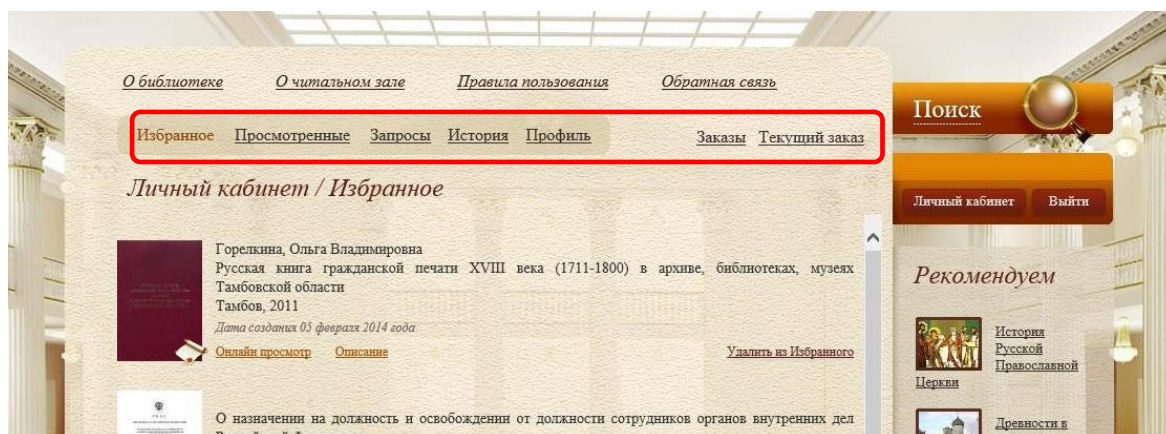 О библиотеке О читальном зале Правила пользования Обратная связь
Избранное Просмотренные Запросы История Профиль Заказы Текущий заказ
Личный кабинет / Избранное
Горелкина, Ольга Владимировна
Русская книга гражданской печати XVIII века (1711-1800) в архиве, библиотеках, музеях
Тамбовской области
Тамбов, 2011
Дата создания 05 февраля 2014 года
Онлайн просмотр Описание Удалить из Избранного
О назначении на должность и освобождении от должности сотрудников органов внутренних дел
Поиск
Личный кабинет Выйти
Рекомендуем
История
Русской
Православной
Церкви
Древности в